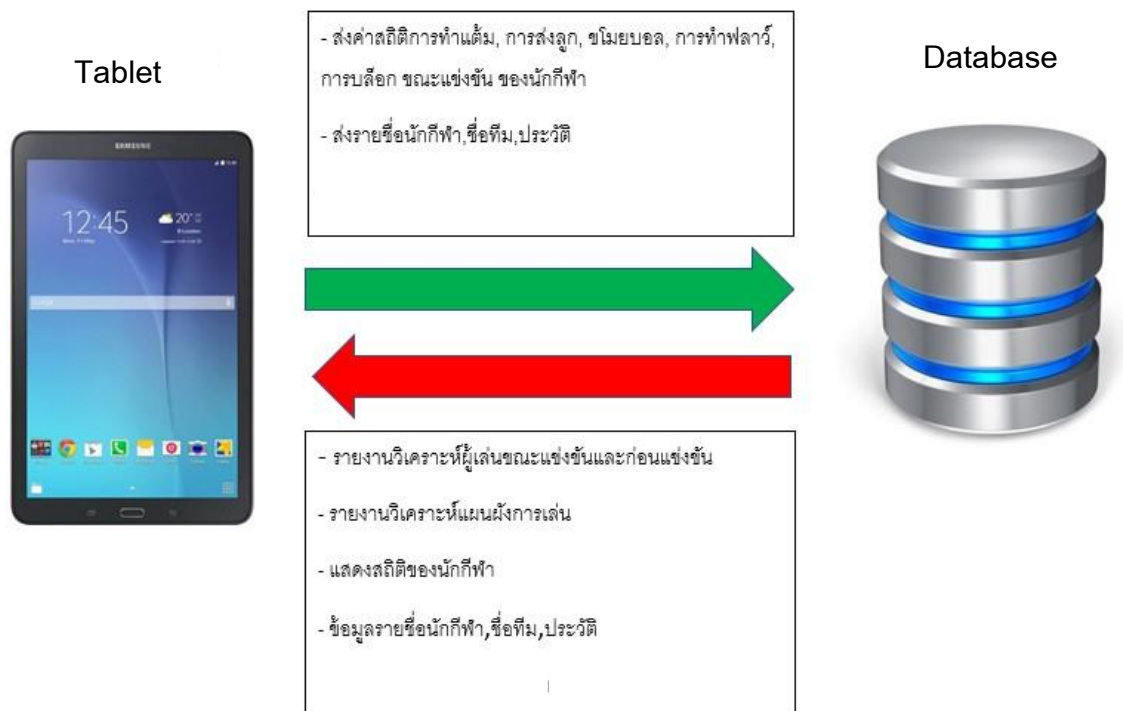 Tablet
- ส่งค่าสถิติการทำแต้ม, การส่งลูก, ขโมยบอล, การทำฟลาว์,
การบล็อก ขณะแข่งขัน ของนักกีฬา
- ส่งรายชื่อนักกีฬา,ชื่อทีม,ประวัติ
Database
SAMSUNG
12:45
20°
- รายงานวิเคราะห์ผู้เล่นขณะแข่งขันและก่อนแข่งขัน
- รายงานวิเคราะห์แผนผังการเล่น
- แสดงสถิติของนักกีฬา
- ข้อมูลรายชื่อนักกีฬา,ชื่อทีม,ประวัติ